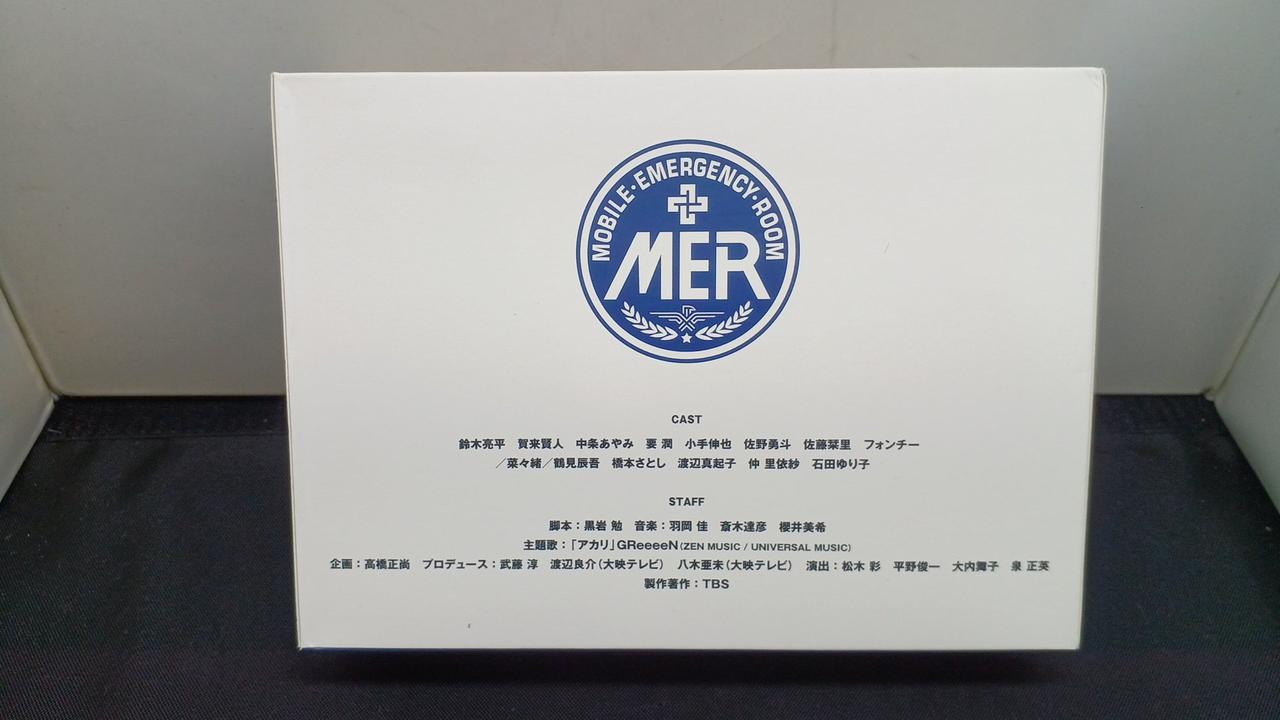 MOBILE・EMERGENCY・ROOM
MER
CAST
鈴木亮平　賀来賢人　中条あやみ　要 潤　小手伸也　佐野勇斗　佐藤栞里　フォンチー
／菜々緒／鶴見辰吾　橋本さとし　渡辺真起子　仲 里依紗　石田ゆり子
STAFF
脚本：黒岩 勉　音楽：羽岡 佳　斎木達彦　櫻井美希
主題歌：「アカリ」GReeeeN（ZEN MUSIC / UNIVERSAL MUSIC）
企画：高橋正尚　プロデュース：武藤 淳　渡辺良介（大映テレビ）　八木亜未（大映テレビ）　演出：松木 彩　平野俊一　大内舞子　泉 正英
製作著作：TBS